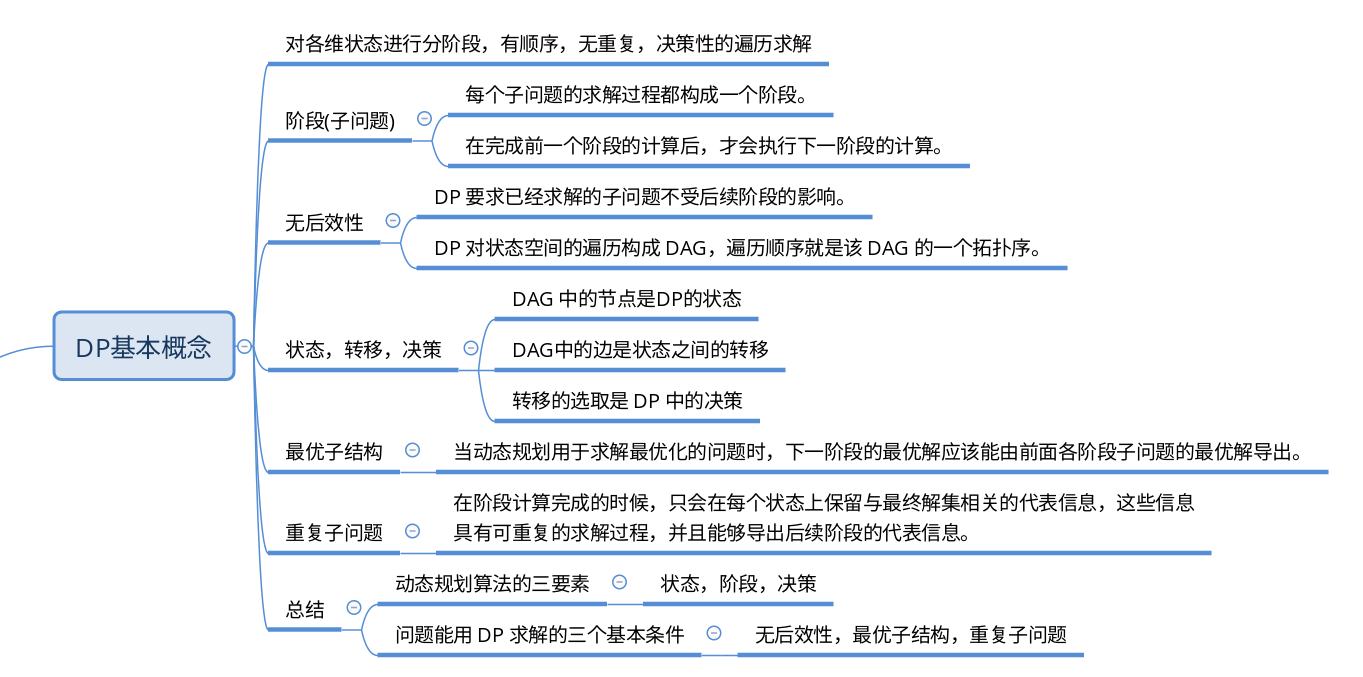 对各维状态进行分阶段，有顺序，无重复，决策性的遍历求解
阶段(子问题)
每个子问题的求解过程都构成一个阶段。
在完成前一个阶段的计算后，才会执行下一阶段的计算。
无后效性
DP 要求已经求解的子问题不受后续阶段的影响。
DP 对状态空间的遍历构成 DAG，遍历顺序就是该 DAG 的一个拓扑序。
DP基本概念
状态，转移，决策
DAG 中的节点是DP的状态
DAG中的边是状态之间的转移
转移的选取是 DP 中的决策
最优子结构
当动态规划用于求解最优化的问题时，下一阶段的最优解应该能由前面各阶段子问题的最优解导出。
重复子问题
在阶段计算完成的时候，只会在每个状态上保留与最终解集相关的代表信息，这些信息
具有可重复的求解过程，并且能够导出后续阶段的代表信息。
总结
动态规划算法的三要素
状态，阶段，决策
问题能用 DP 求解的三个基本条件
无后效性，最优子结构，重复子问题